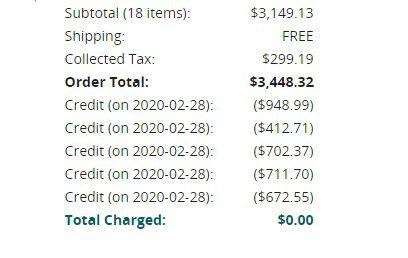 Subtotal (18 items): $3,149.13
Shipping: FREE
Collected Tax: $299.19
Order Total: $3,448.32
Credit (on 2020-02-28): ($948.99)
Credit (on 2020-02-28): ($412.71)
Credit (on 2020-02-28): ($702.37)
Credit (on 2020-02-28): ($711.70)
Credit (on 2020-02-28): ($672.55)
Total Charged: $0.00